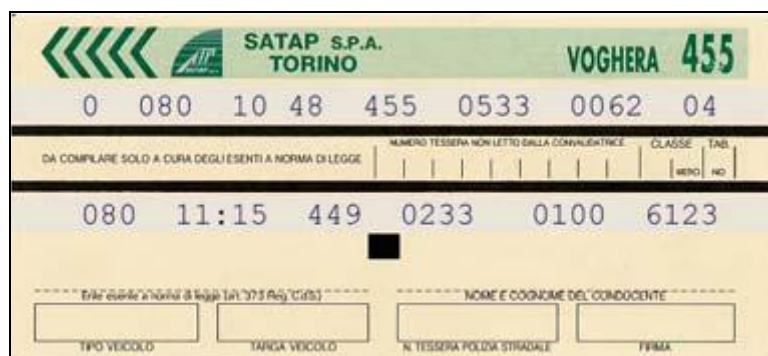 SATAP S.P.A.
TORINO
VOGHERA 455
0 080 10 48 455 0533 0062 04
DA COMPILARE SOLO A CURA DEGLI ESENTI A NORMA DI LEGGE
NUMERO TESSERA NON LETTO DALLA CONVALIDATRICE
CLASSE TAB.
MERCI NO
080 11:15 449 0233 0100 6123
Ente esente a norma di legge (art. 373 Reg. C.d.S.)
NOME E COGNOME DEL CONDUCENTE
TIPO VEICOLO TARGA VEICOLO N. TESSERA POLIZIA STRADALE FIRMA